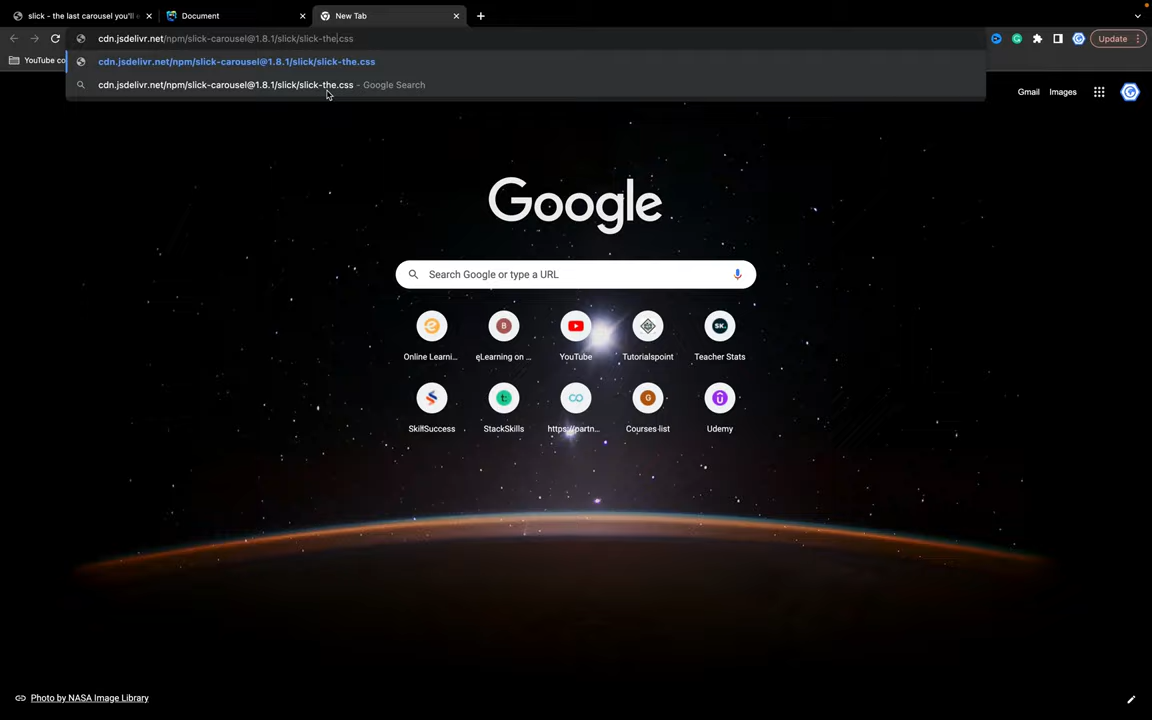 slick - the last carousel you'll
Document
New Tab
cdn.jsdelivr.net/npm/slick-carousel@1.8.1/slick/slick-the.css
Update
YouTube co
cdn.jsdelivr.net/npm/slick-carousel@1.8.1/slick/slick-the.css
cdn.jsdelivr.net/npm/slick-carousel@1.8.1/slick/slick-the.css - Google Search
Gmail Images
Google
Search Google or type a URL
e B SK.
Online Learni... eLearning on ... YouTube Tutorialspoint Teacher Stats
t: G
SkillSuccess StackSkills https://partn... Courses list Udemy
Photo by NASA Image Library